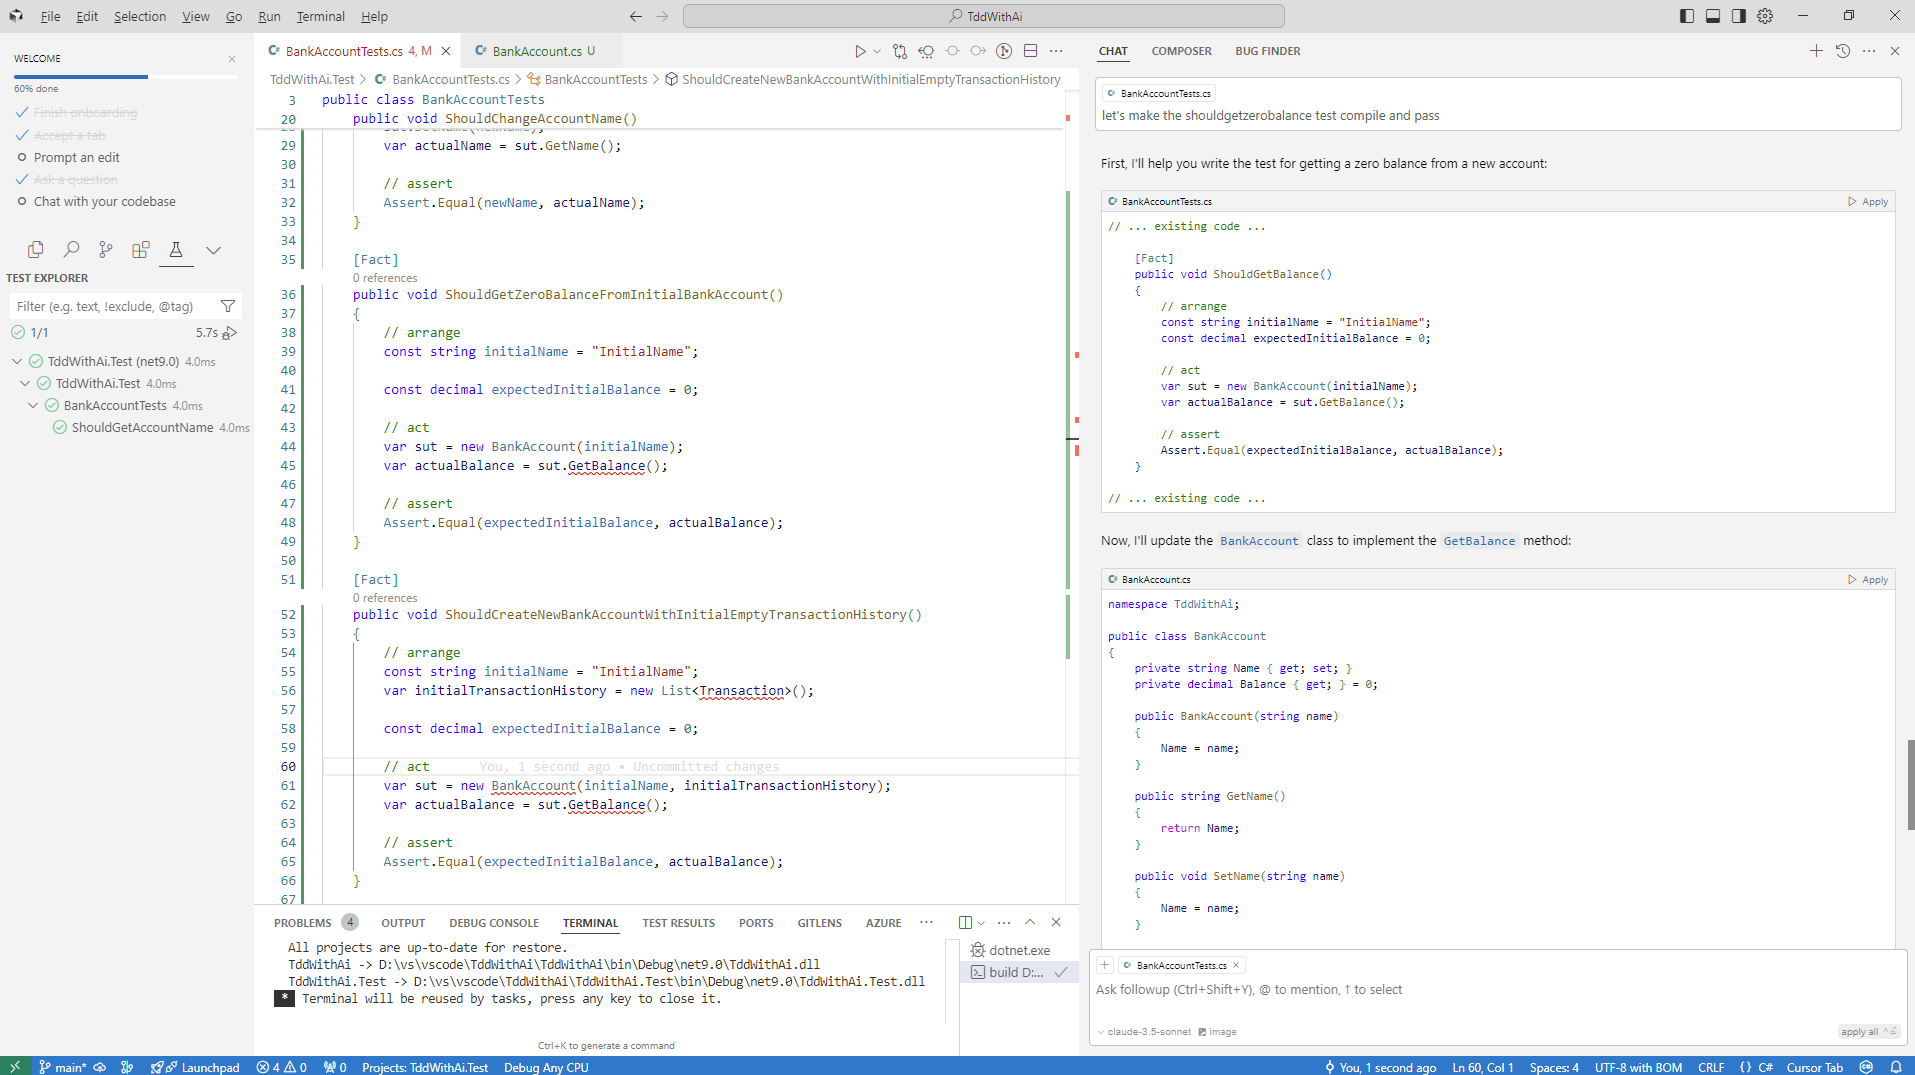 File Edit Selection View Go Run Terminal Help
TddWithAi
WELCOME
60% done
Finish onboarding
Accept a tab
Prompt an edit
Ask a question
Chat with your codebase
TEST EXPLORER
Filter (e.g. text, !exclude, @tag)
1/1 5.7s
TddWithAi.Test (net9.0) 4.0ms
TddWithAi.Test 4.0ms
BankAccountTests 4.0ms
ShouldGetAccountName 4.0ms
BankAccountTests.cs 4, M BankAccount.cs U
TddWithAi.Test > BankAccountTests.cs > BankAccountTests > ShouldCreateNewBankAccountWithInitialEmptyTransactionHistory
3 public class BankAccountTests
20 public void ShouldChangeAccountName()
28 sut.SetName(newName);
29 var actualName = sut.GetName();
30
31 // assert
32 Assert.Equal(newName, actualName);
33 }
34
35 [Fact]
0 references
36 public void ShouldGetZeroBalanceFromInitialBankAccount()
37 {
38 // arrange
39 const string initialName = "InitialName";
40
41 const decimal expectedInitialBalance = 0;
42
43 // act
44 var sut = new BankAccount(initialName);
45 var actualBalance = sut.GetBalance();
46
47 // assert
48 Assert.Equal(expectedInitialBalance, actualBalance);
49 }
50
51 [Fact]
0 references
52 public void ShouldCreateNewBankAccountWithInitialEmptyTransactionHistory()
53 {
54 // arrange
55 const string initialName = "InitialName";
56 var initialTransactionHistory = new List<Transaction>();
57
58 const decimal expectedInitialBalance = 0;
59
60 // act You, 1 second ago • Uncommitted changes
61 var sut = new BankAccount(initialName, initialTransactionHistory);
62 var actualBalance = sut.GetBalance();
63
64 // assert
65 Assert.Equal(expectedInitialBalance, actualBalance);
66 }
67
PROBLEMS 4 OUTPUT DEBUG CONSOLE TERMINAL TEST RESULTS PORTS GITLENS AZURE
All projects are up-to-date for restore.
TddWithAi -> D:\vs\vscode\TddWithAi\TddWithAi\bin\Debug\net9.0\TddWithAi.dll
TddWithAi.Test -> D:\vs\vscode\TddWithAi\TddWithAi.Test\bin\Debug\net9.0\TddWithAi.Test.dll
* Terminal will be reused by tasks, press any key to close it.
Ctrl+K to generate a command
dotnet.exe
build D:...
CHAT COMPOSER BUG FINDER
BankAccountTests.cs
let's make the shouldgetzerobalance test compile and pass
First, I'll help you write the test for getting a zero balance from a new account:
BankAccountTests.cs Apply
// ... existing code ...
[Fact]
public void ShouldGetBalance()
{
// arrange
const string initialName = "InitialName";
const decimal expectedInitialBalance = 0;
// act
var sut = new BankAccount(initialName);
var actualBalance = sut.GetBalance();
// assert
Assert.Equal(expectedInitialBalance, actualBalance);
}
// ... existing code ...
Now, I'll update the BankAccount class to implement the GetBalance method:
BankAccount.cs Apply
namespace TddWithAi;
public class BankAccount
{
private string Name { get; set; }
private decimal Balance { get; } = 0;
public BankAccount(string name)
{
Name = name;
}
public string GetName()
{
return Name;
}
public void SetName(string name)
{
Name = name;
}
+ BankAccountTests.cs ×
Ask followup (Ctrl+Shift+Y), @ to mention, ↑ to select
claude-3.5-sonnet image apply all
main* Launchpad 4 0 0 Projects: TddWithAi.Test Debug Any CPU You, 1 second ago Ln 60, Col 1 Spaces: 4 UTF-8 with BOM CRLF {} C# Cursor Tab